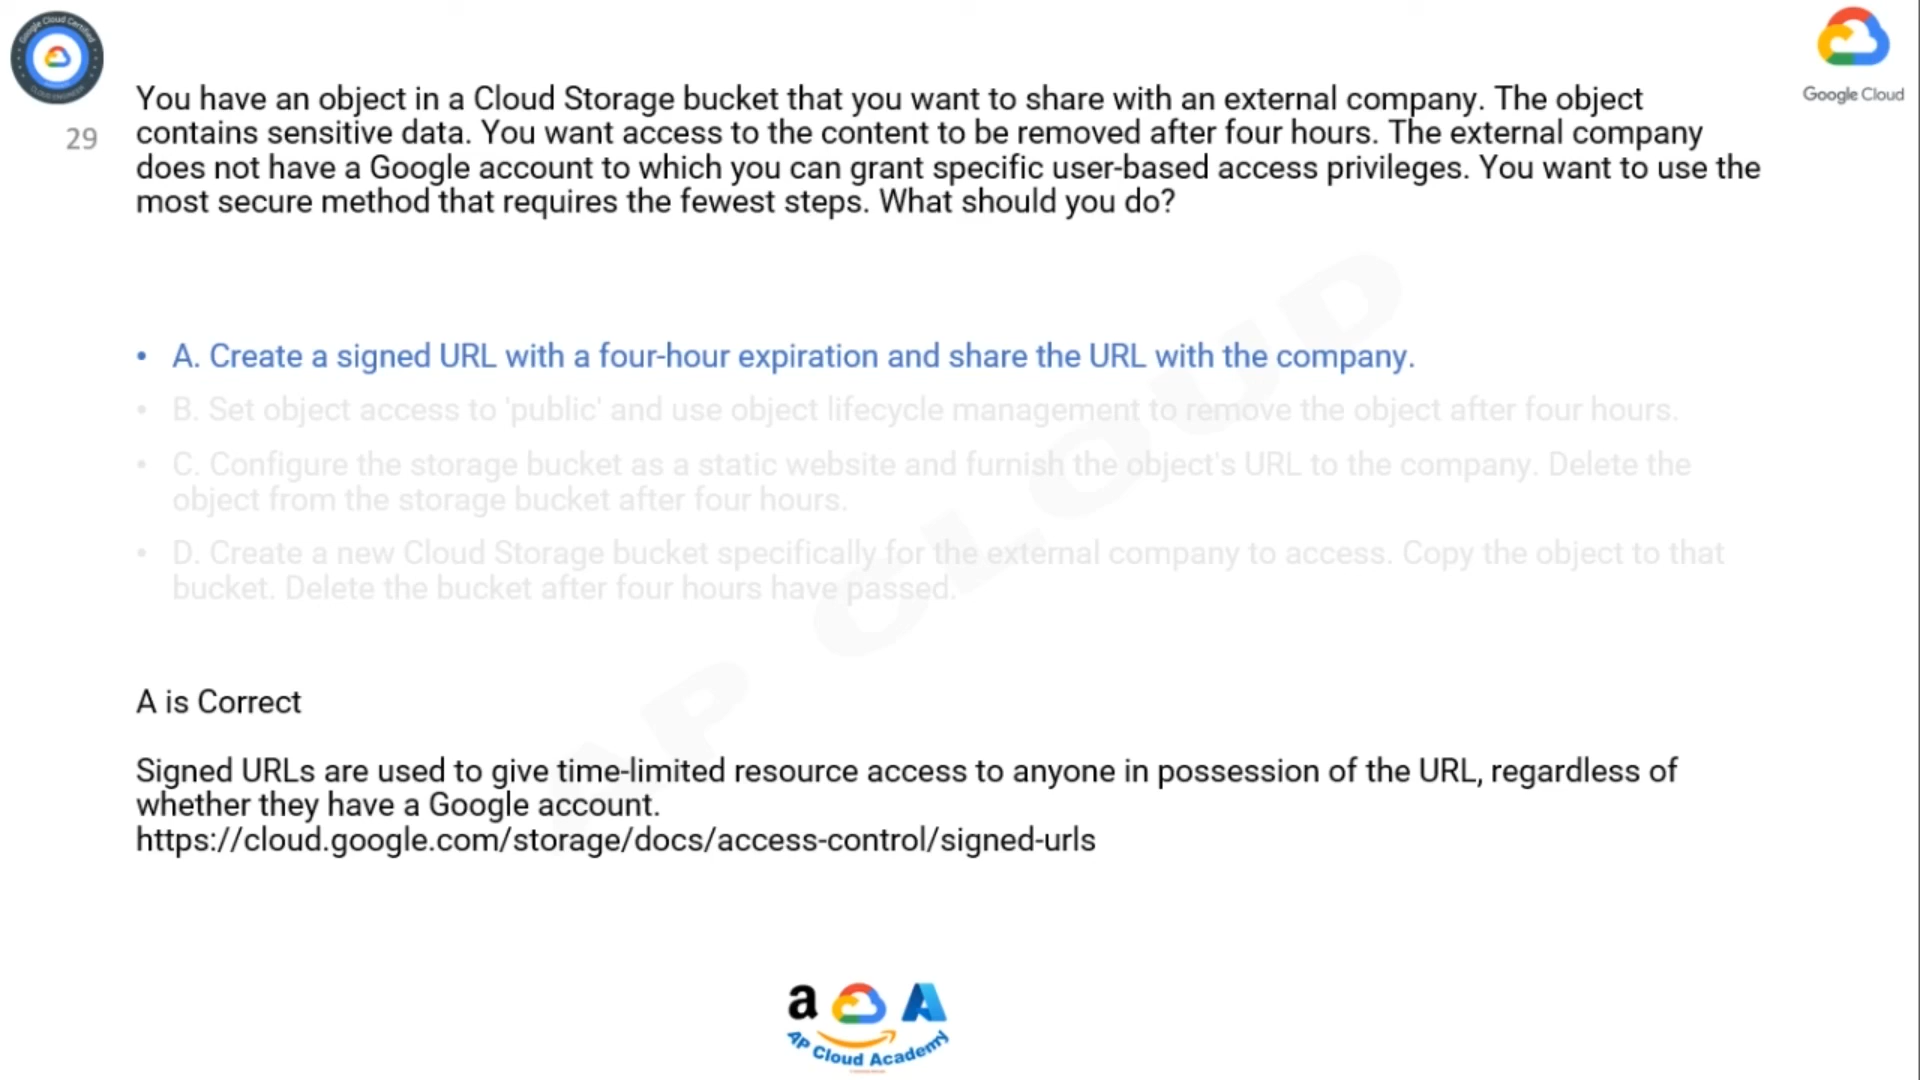 Google Cloud Certified
CLOUD ENGINEER
Google Cloud
29
You have an object in a Cloud Storage bucket that you want to share with an external company. The object
contains sensitive data. You want access to the content to be removed after four hours. The external company
does not have a Google account to which you can grant specific user-based access privileges. You want to use the
most secure method that requires the fewest steps. What should you do?
• A. Create a signed URL with a four-hour expiration and share the URL with the company.
• B. Set object access to 'public' and use object lifecycle management to remove the object after four hours.
• C. Configure the storage bucket as a static website and furnish the object's URL to the company. Delete the
object from the storage bucket after four hours.
• D. Create a new Cloud Storage bucket specifically for the external company to access. Copy the object to that
bucket. Delete the bucket after four hours have passed.
AP CLOUD
A is Correct
Signed URLs are used to give time-limited resource access to anyone in possession of the URL, regardless of
whether they have a Google account.
https://cloud.google.com/storage/docs/access-control/signed-urls
a A
AP Cloud Academy